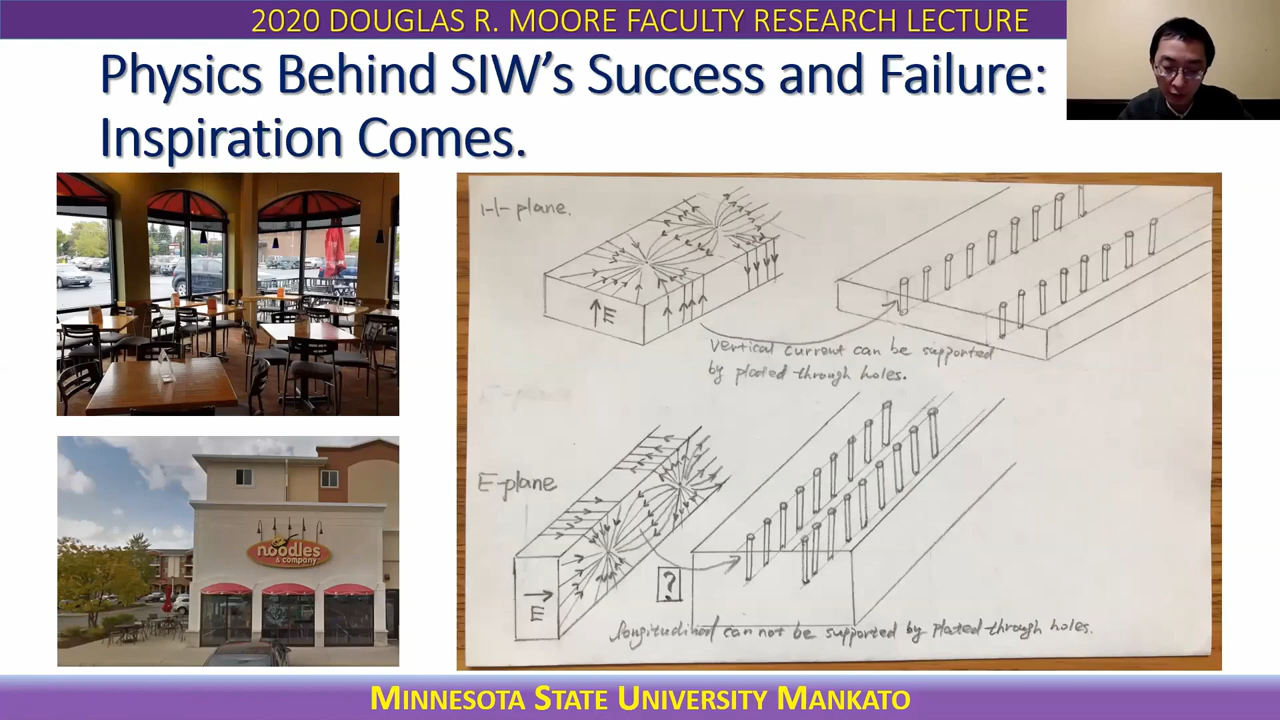 2020 DOUGLAS R. MOORE FACULTY RESEARCH LECTURE
Physics Behind SIW's Success and Failure:
Inspiration Comes.
H-plane.
E
Vertical current can be supported
by plated through holes.
E-plane
E
?
longitudinal can not be supported by plated through holes.
noodles
& company
MINNESOTA STATE UNIVERSITY MANKATO